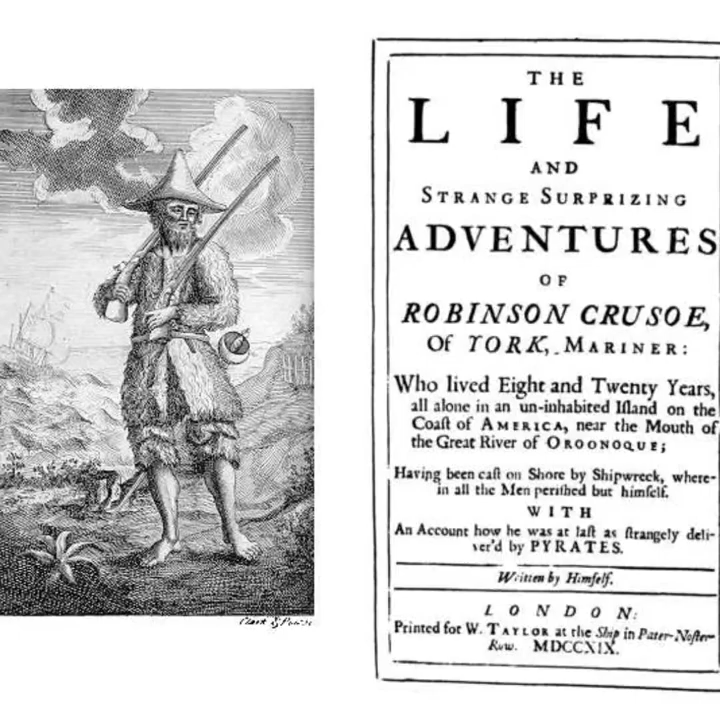 Clark & Pine sc
THE
LIFE
AND
STRANGE SURPRIZING
ADVENTURES
OF
ROBINSON CRUSOE,
Of YORK, MARINER:
Who lived Eight and Twenty Years,
all alone in an un-inhabited Iſland on the
Coaſt of AMERICA, near the Mouth of
the Great River of OROONOQUE;
Having been caſt on Shore by Shipwreck, where-
in all the Men periſhed but himſelf.
WITH
An Account how he was at laſt as ſtrangely deli-
ver'd by PYRATES.
Written by Himſelf.
LONDON:
Printed for W. TAYLOR at the Ship in Pater-Noſter-
Row. MDCCXIX.